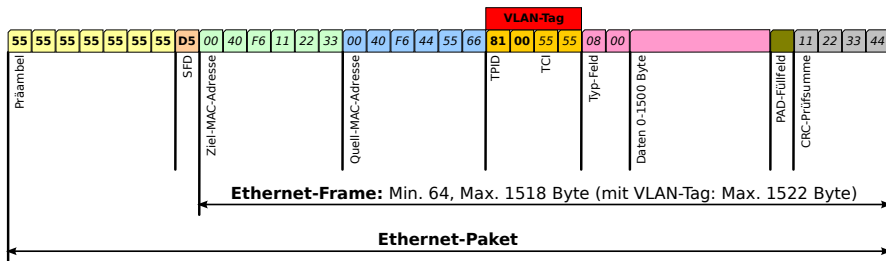 VLAN-Tag
55 55 55 55 55 55 55 D5 00 40 F6 11 22 33 00 40 F6 44 55 66 81 00 55 55 08 00 11 22 33 44
Präambel
SFD
Ziel-MAC-Adresse
Quell-MAC-Adresse
TPID
TCI
Typ-Feld
Daten 0-1500 Byte
PAD-Füllfeld
CRC-Prüfsumme
Ethernet-Frame: Min. 64, Max. 1518 Byte (mit VLAN-Tag: Max. 1522 Byte)
Ethernet-Paket